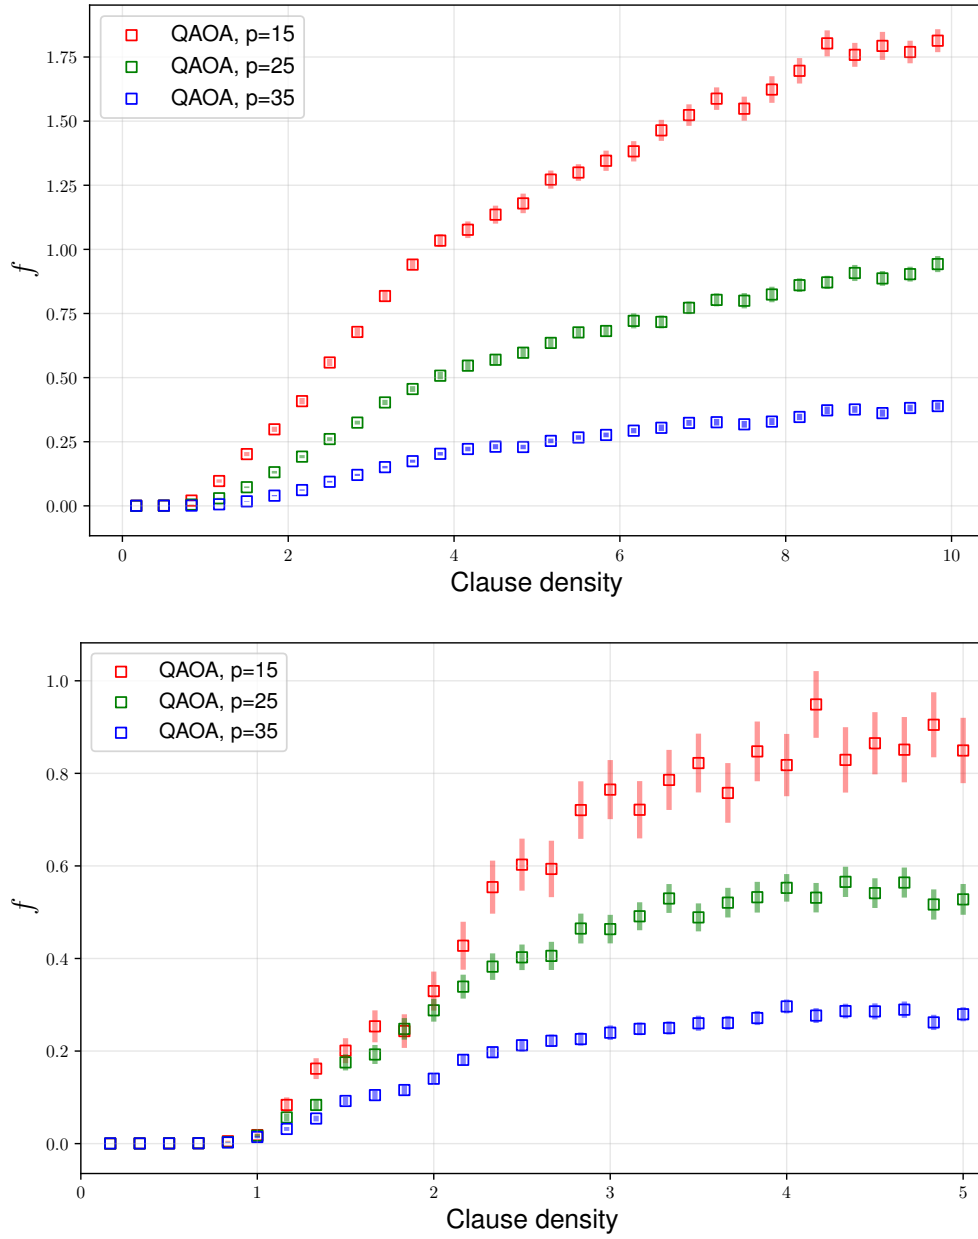 QAOA, p=15
QAOA, p=25
QAOA, p=35
1.75
1.50
1.25
1.00
0.75
0.50
0.25
0.00
f
0 2 4 6 8 10
Clause density
QAOA, p=15
QAOA, p=25
QAOA, p=35
1.0
0.8
0.6
0.4
0.2
0.0
f
0 1 2 3 4 5
Clause density